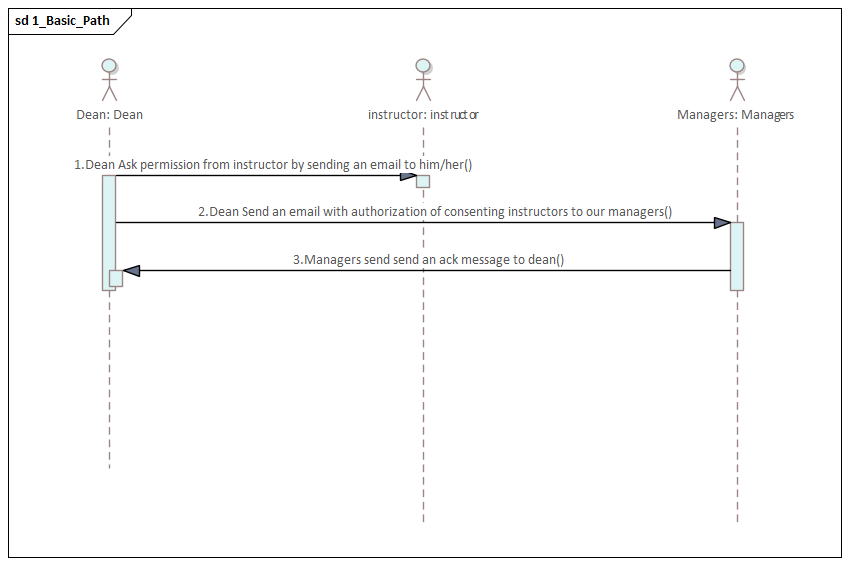 sd 1_Basic_Path
Dean: Dean
instructor: instructor
Managers: Managers
1.Dean Ask permission from instructor by sending an email to him/her()
2.Dean Send an email with authorization of consenting instructors to our managers()
3.Managers send send an ack message to dean()